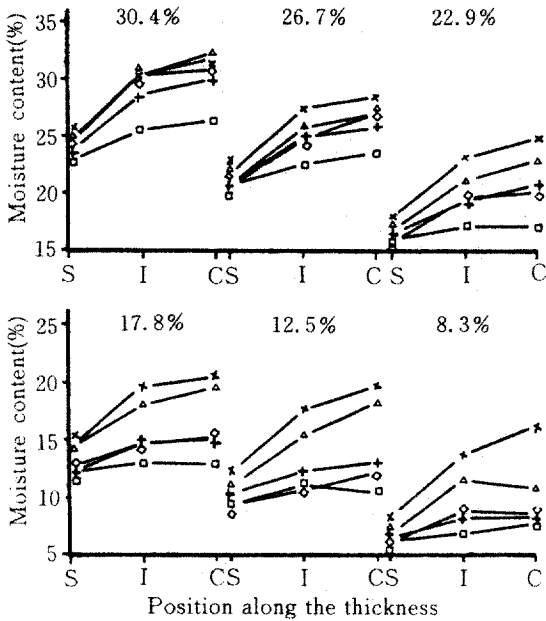 35
30.4% 26.7% 22.9%
30
25
20
15
Moisture content(%)
S I CS I C S I C
25
17.8% 12.5% 8.3%
20
15
10
5
Moisture content(%)
S I CS I C S I C
Position along the thickness